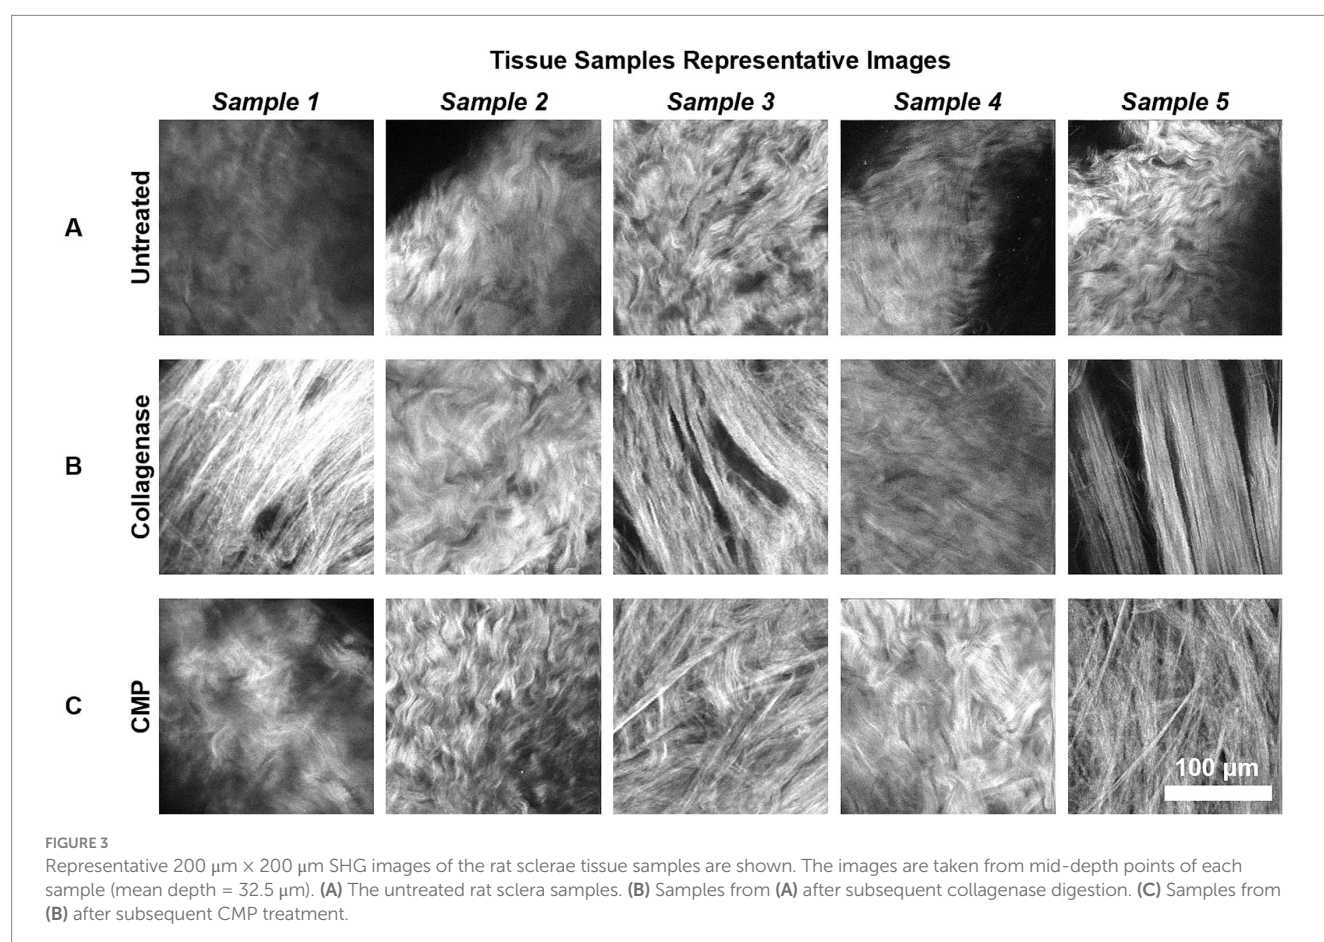 Tissue Samples Representative Images
Sample 1 Sample 2 Sample 3 Sample 4 Sample 5
A Untreated
B Collagenase
C CMP
100 μm
FIGURE 3
Representative 200 μm × 200 μm SHG images of the rat sclerae tissue samples are shown. The images are taken from mid-depth points of each
sample (mean depth = 32.5 μm). (A) The untreated rat sclera samples. (B) Samples from (A) after subsequent collagenase digestion. (C) Samples from
(B) after subsequent CMP treatment.